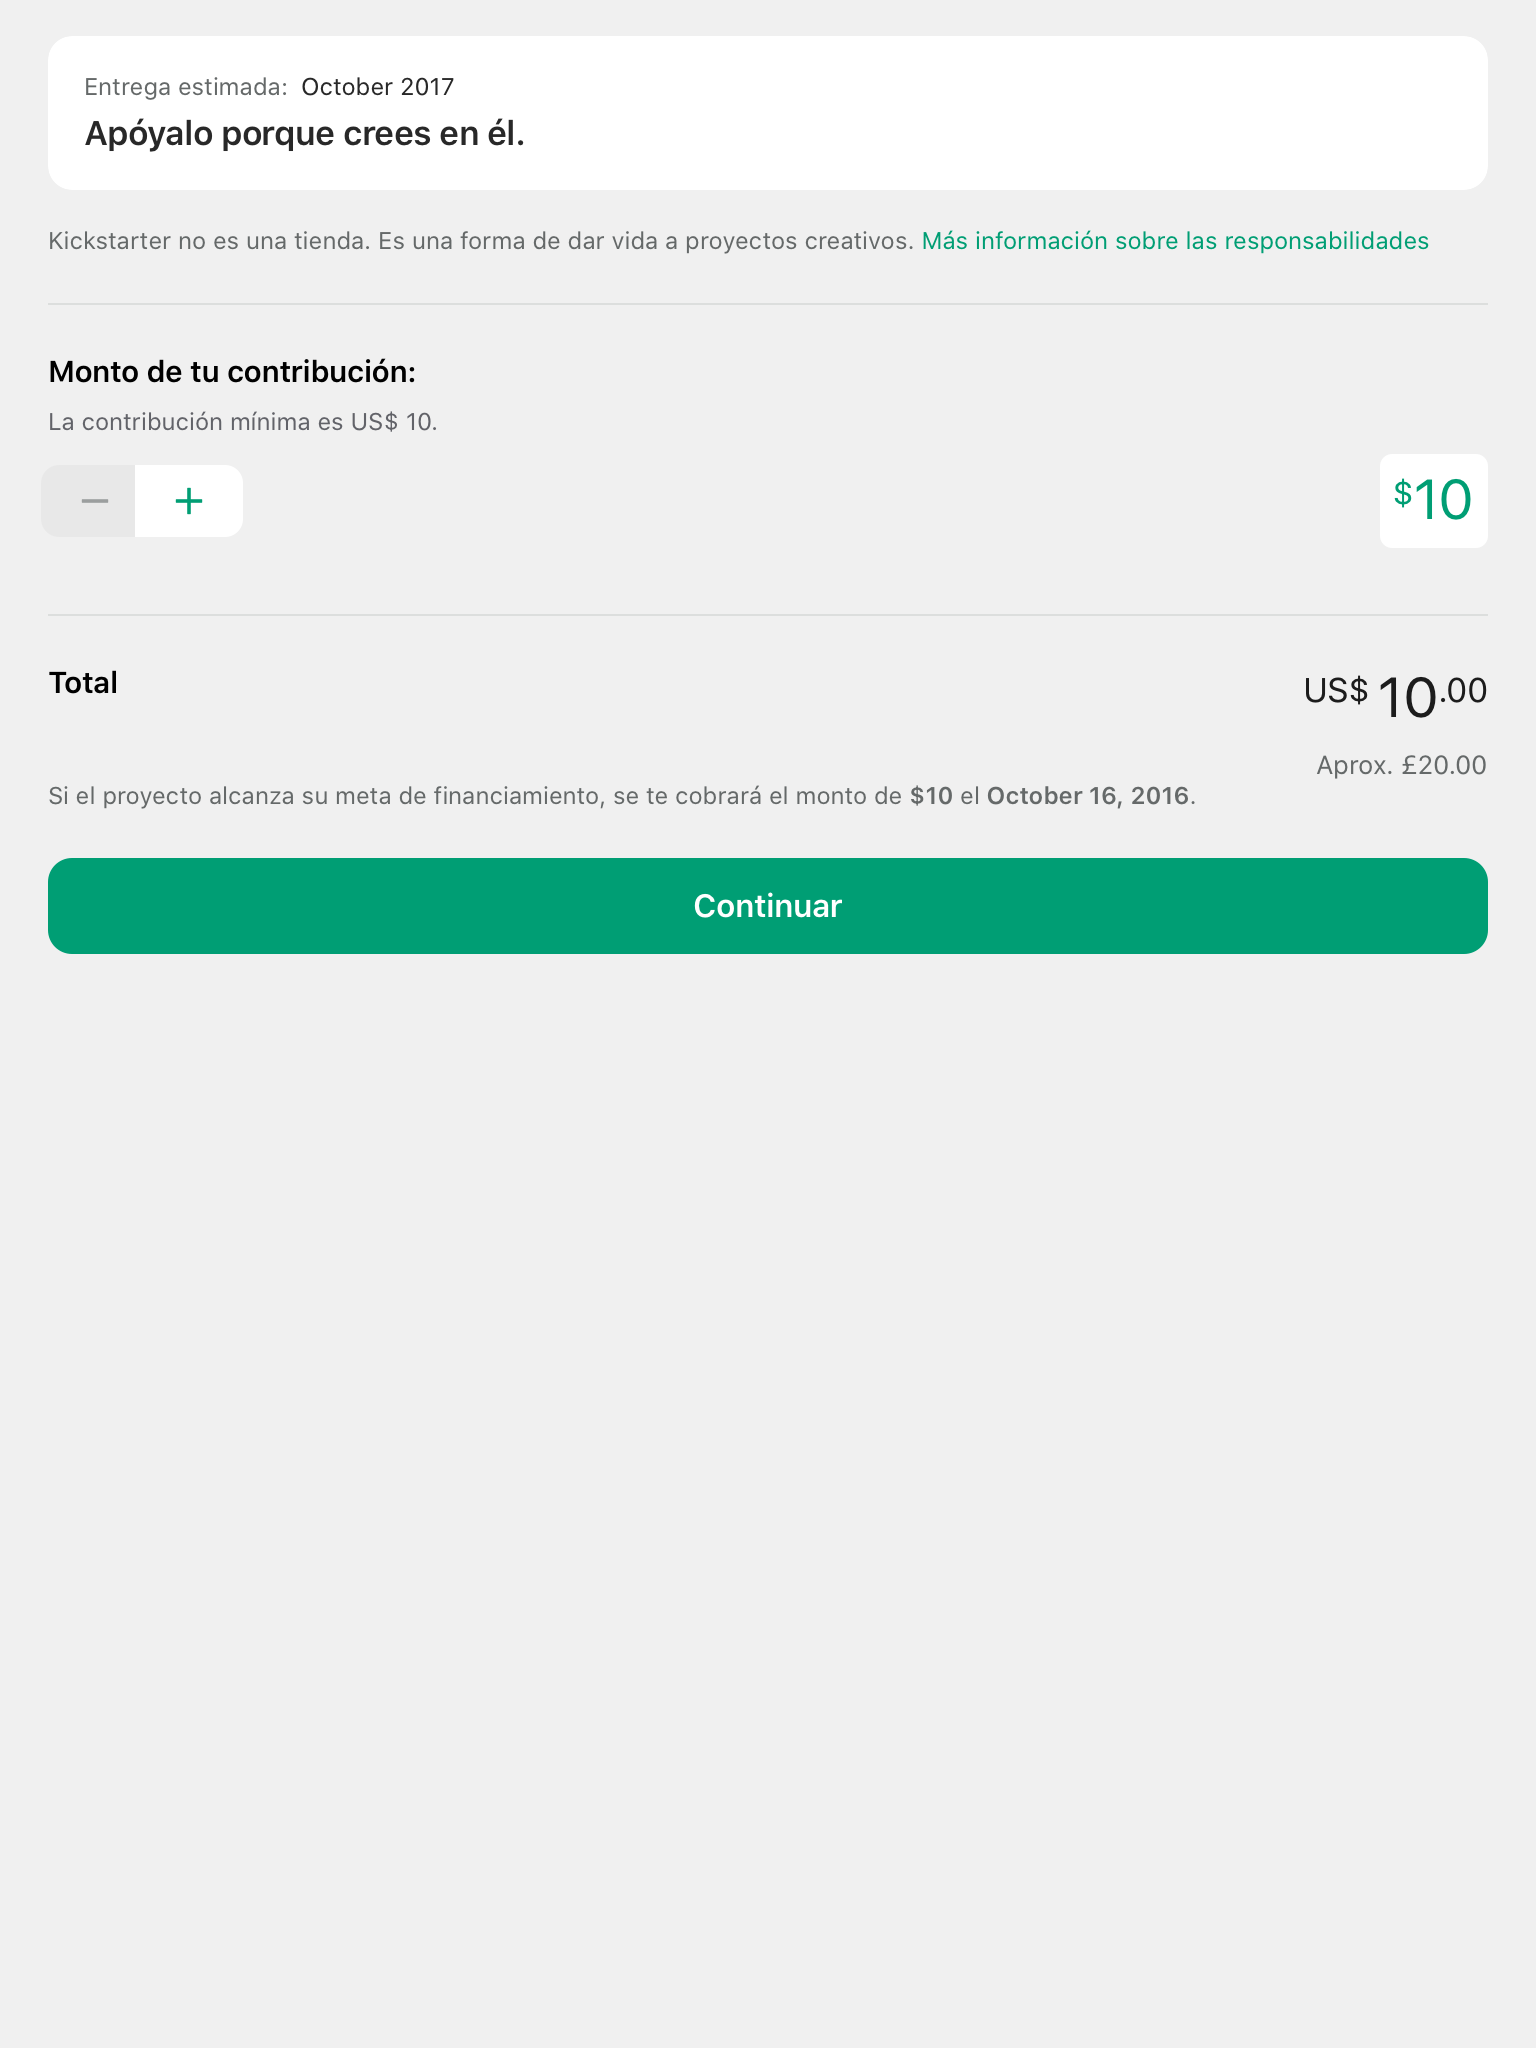 Entrega estimada: October 2017
Apóyalo porque crees en él.
Kickstarter no es una tienda. Es una forma de dar vida a proyectos creativos. Más información sobre las responsabilidades
Monto de tu contribución:
La contribución mínima es US$ 10.
$10
Total
US$ 10.00
Aprox. £20.00
Si el proyecto alcanza su meta de financiamiento, se te cobrará el monto de $10 el October 16, 2016.
Continuar